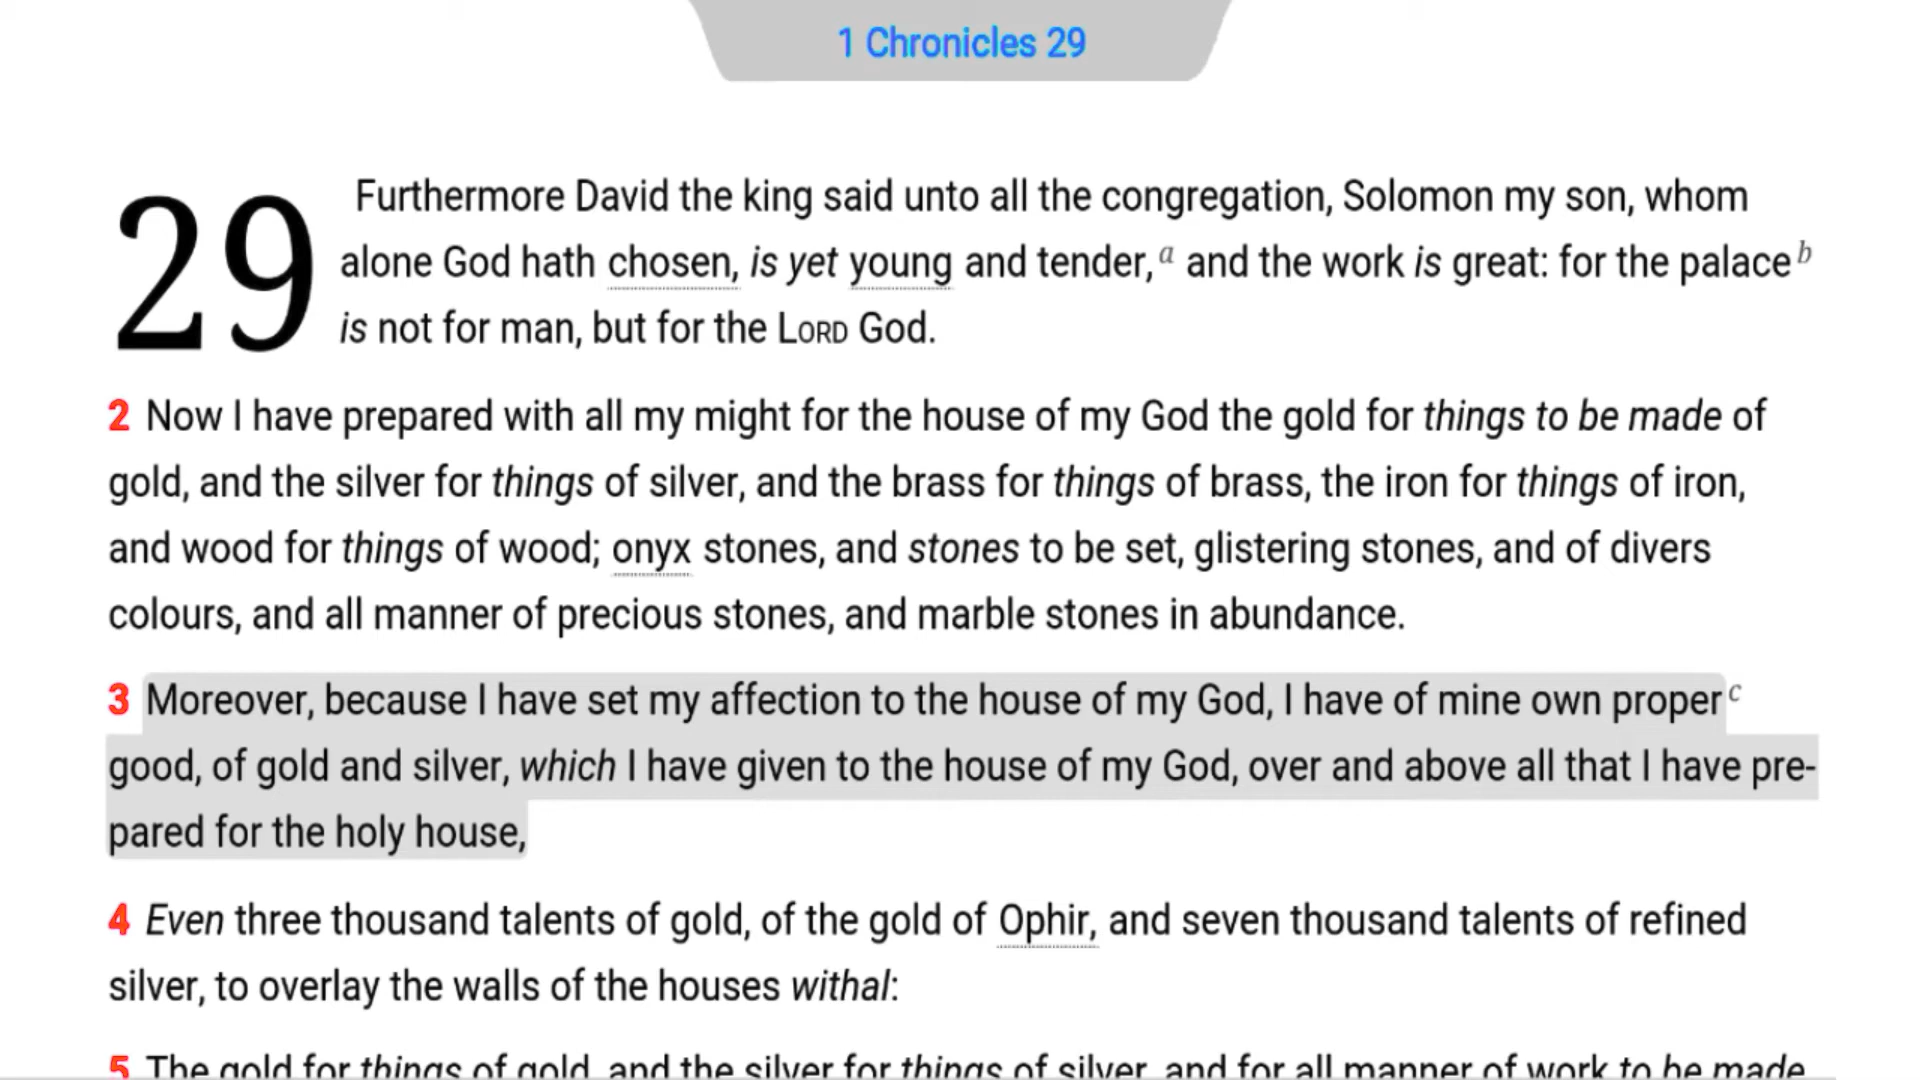 1 Chronicles 29
29 Furthermore David the king said unto all the congregation, Solomon my son, whom
alone God hath chosen, is yet young and tender,a and the work is great: for the palaceb
is not for man, but for the LORD God.
2 Now I have prepared with all my might for the house of my God the gold for things to be made of
gold, and the silver for things of silver, and the brass for things of brass, the iron for things of iron,
and wood for things of wood; onyx stones, and stones to be set, glistering stones, and of divers
colours, and all manner of precious stones, and marble stones in abundance.
3 Moreover, because I have set my affection to the house of my God, I have of mine own properc
good, of gold and silver, which I have given to the house of my God, over and above all that I have pre-
pared for the holy house,
4 Even three thousand talents of gold, of the gold of Ophir, and seven thousand talents of refined
silver, to overlay the walls of the houses withal:
5 The gold for things of gold, and the silver for things of silver, and for all manner of work to be made